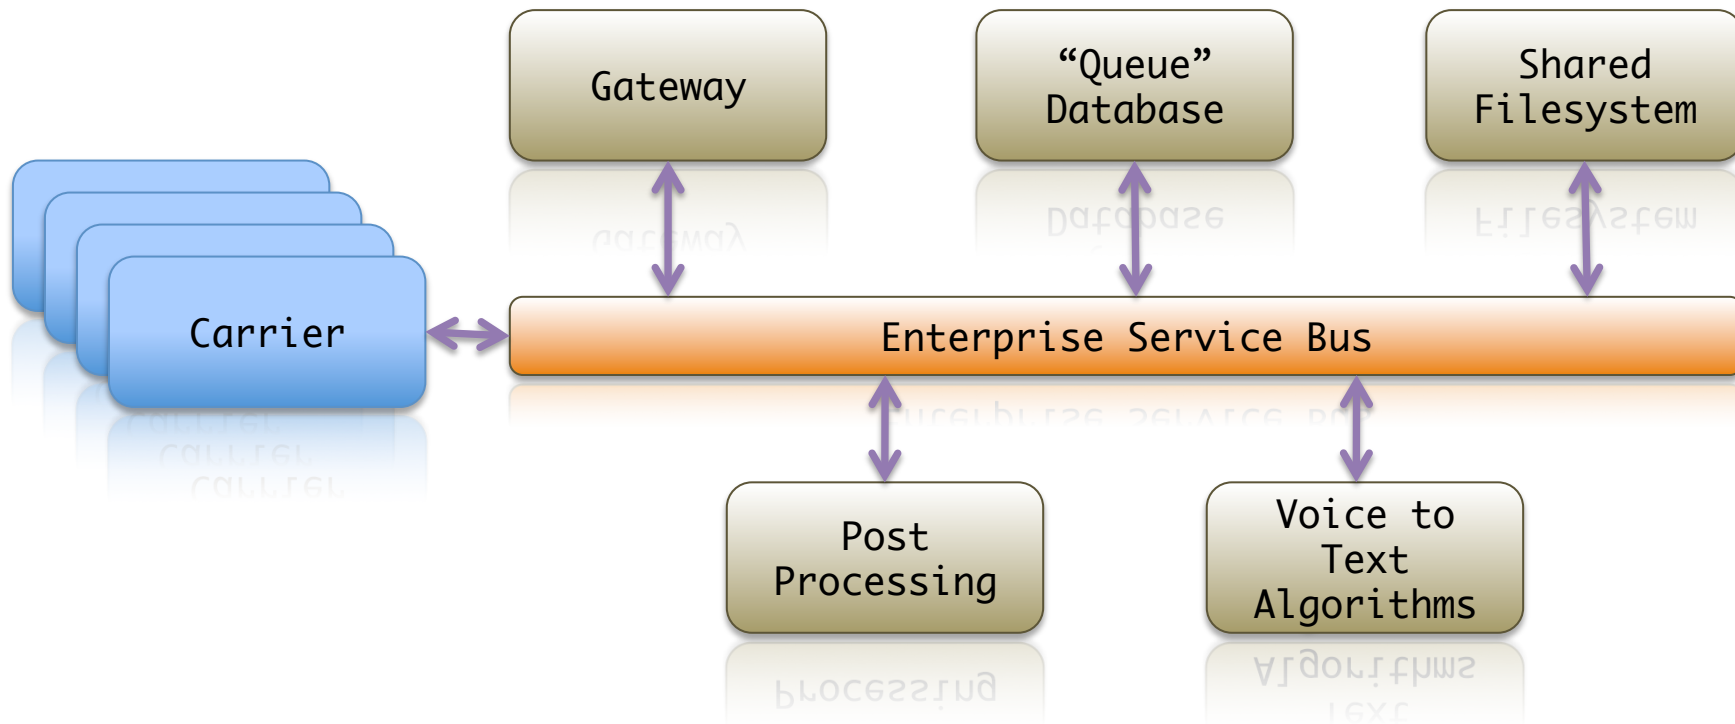 Gateway
“Queue”
Database
Shared
Filesystem
Carrier
Enterprise Service Bus
Post
Processing
Voice to
Text
Algorithms